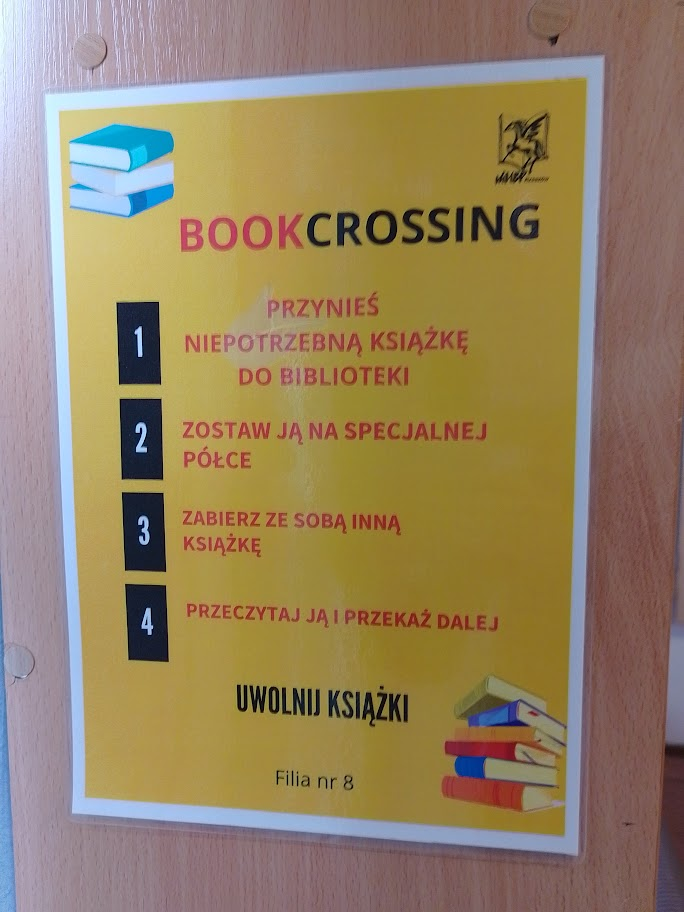 BOOKCROSSING
1
PRZYNIEŚ
NIEPOTRZEBNĄ KSIĄŻKĘ
DO BIBLIOTEKI
2
ZOSTAW JĄ NA SPECJALNEJ
PÓŁCE
3
ZABIERZ ZE SOBĄ INNĄ
KSIĄŻKĘ
4
PRZECZYTAJ JĄ I PRZEKAŻ DALEJ
UWOLNIJ KSIĄŻKI
Filia nr 8